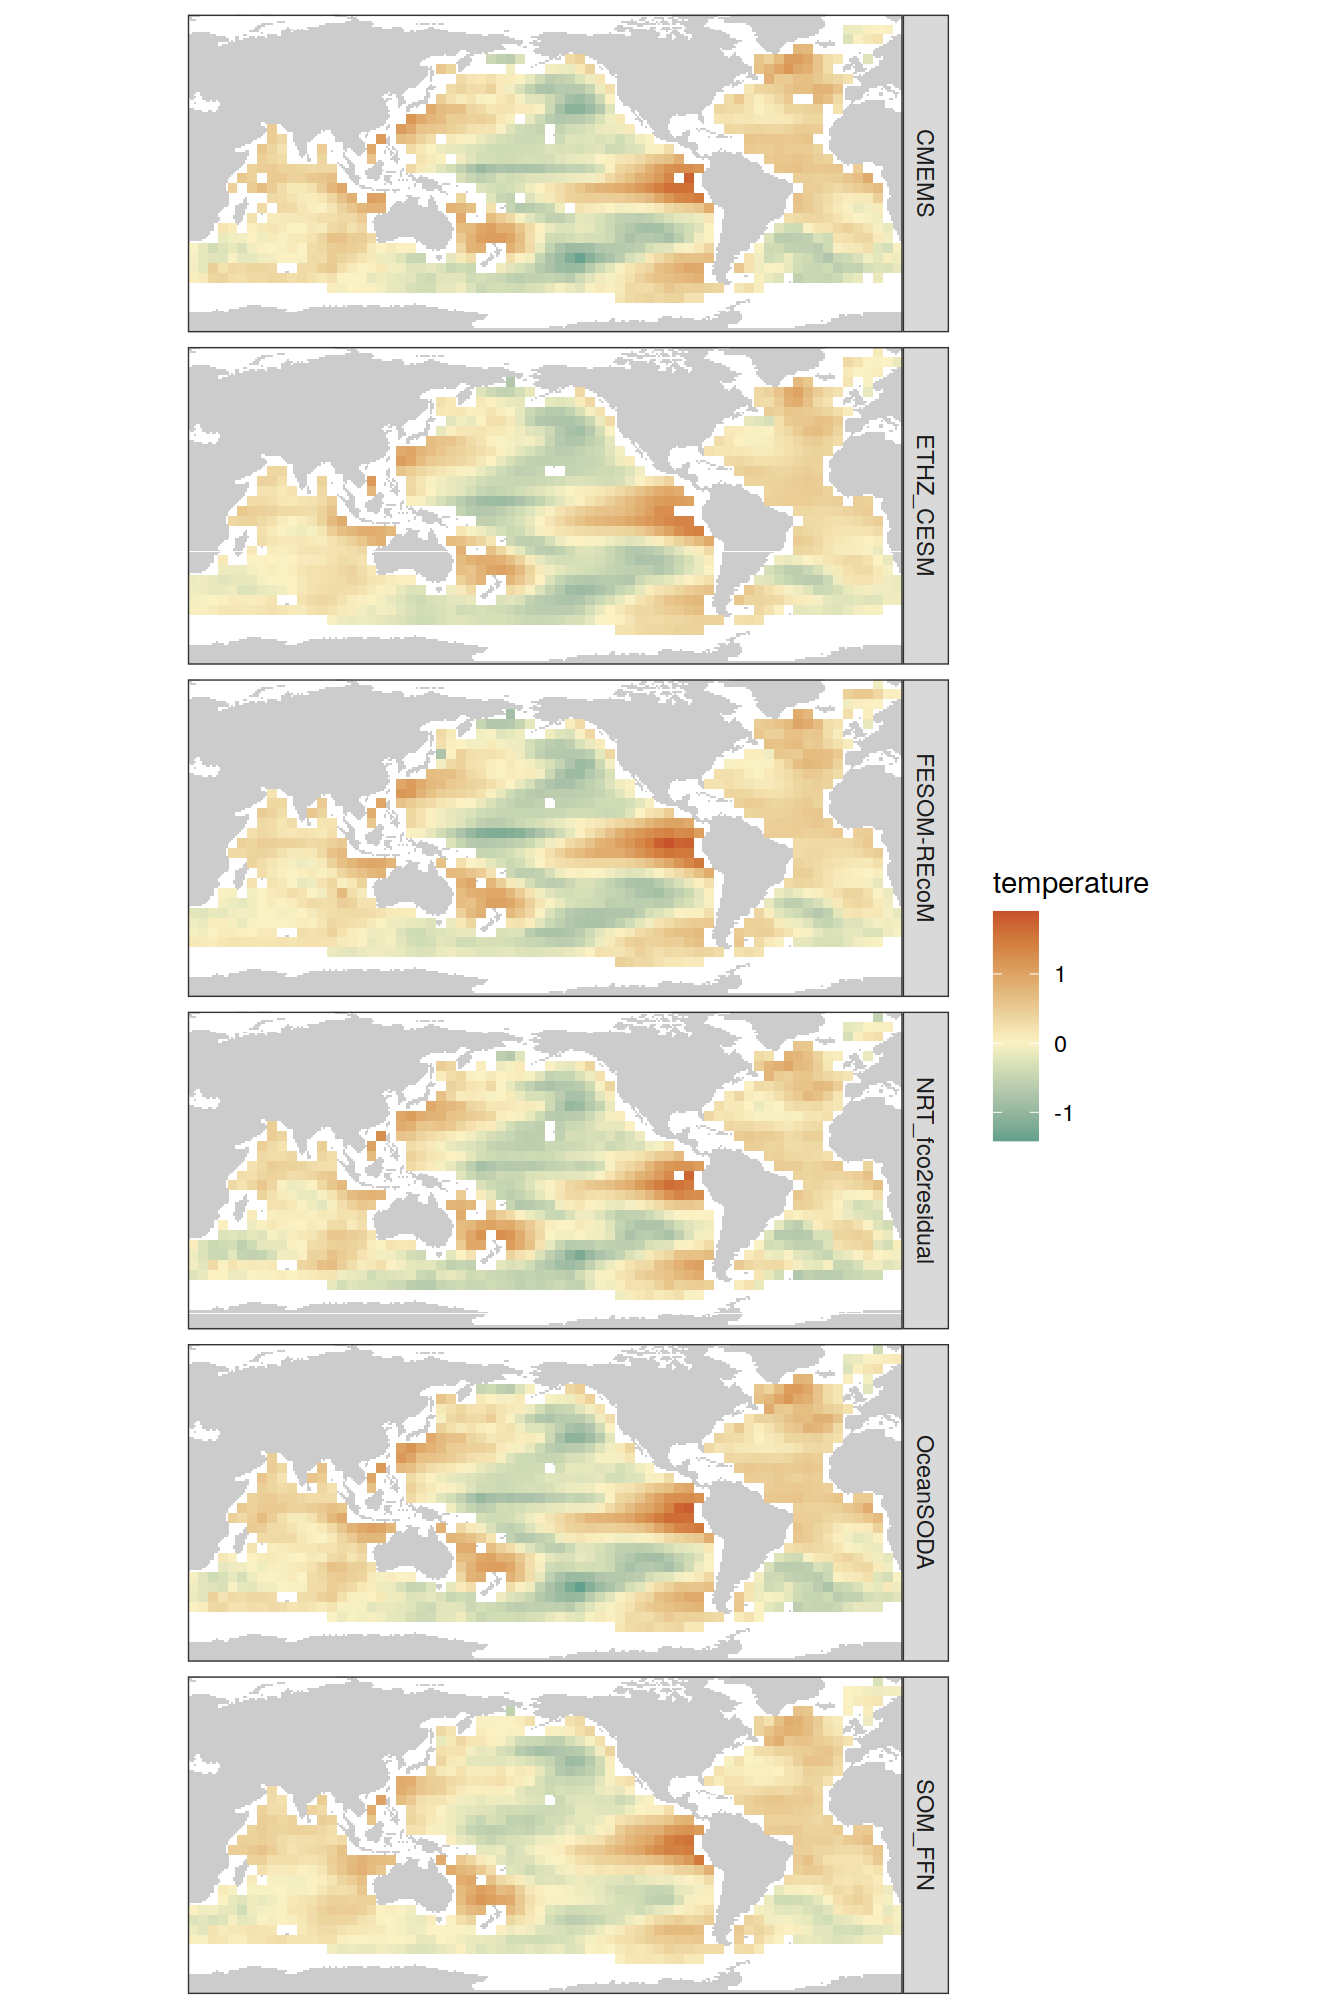 CMEMS
ETHZ_CESM
FESOM-REcoM
temperature
1
0
-1
NRT_fco2residual
OceanSODA
SOM_FFN